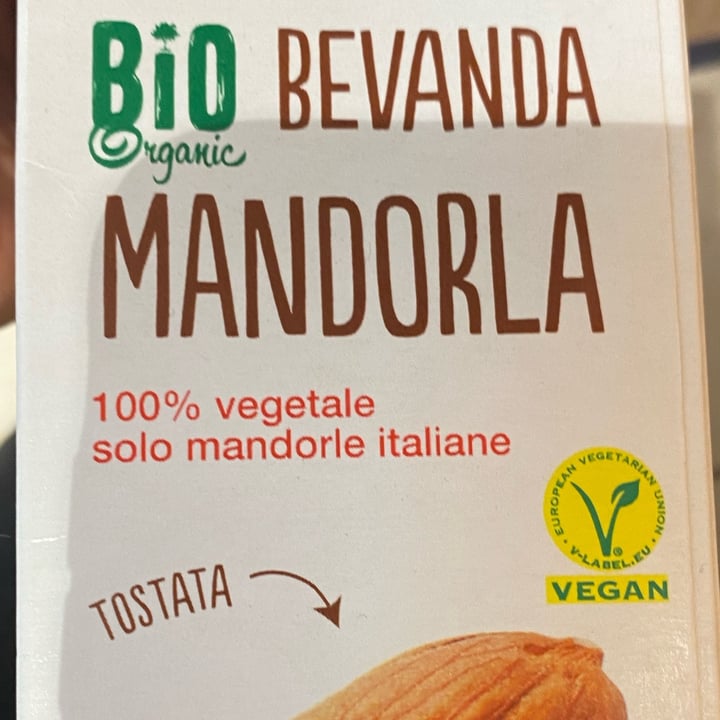 BiO BEVANDA
Organic
MANDORLA
100% vegetale
solo mandorle italiane
EUROPEAN VEGETARIAN UNION
• V-LABEL.EU •
®
VEGAN
TOSTATA